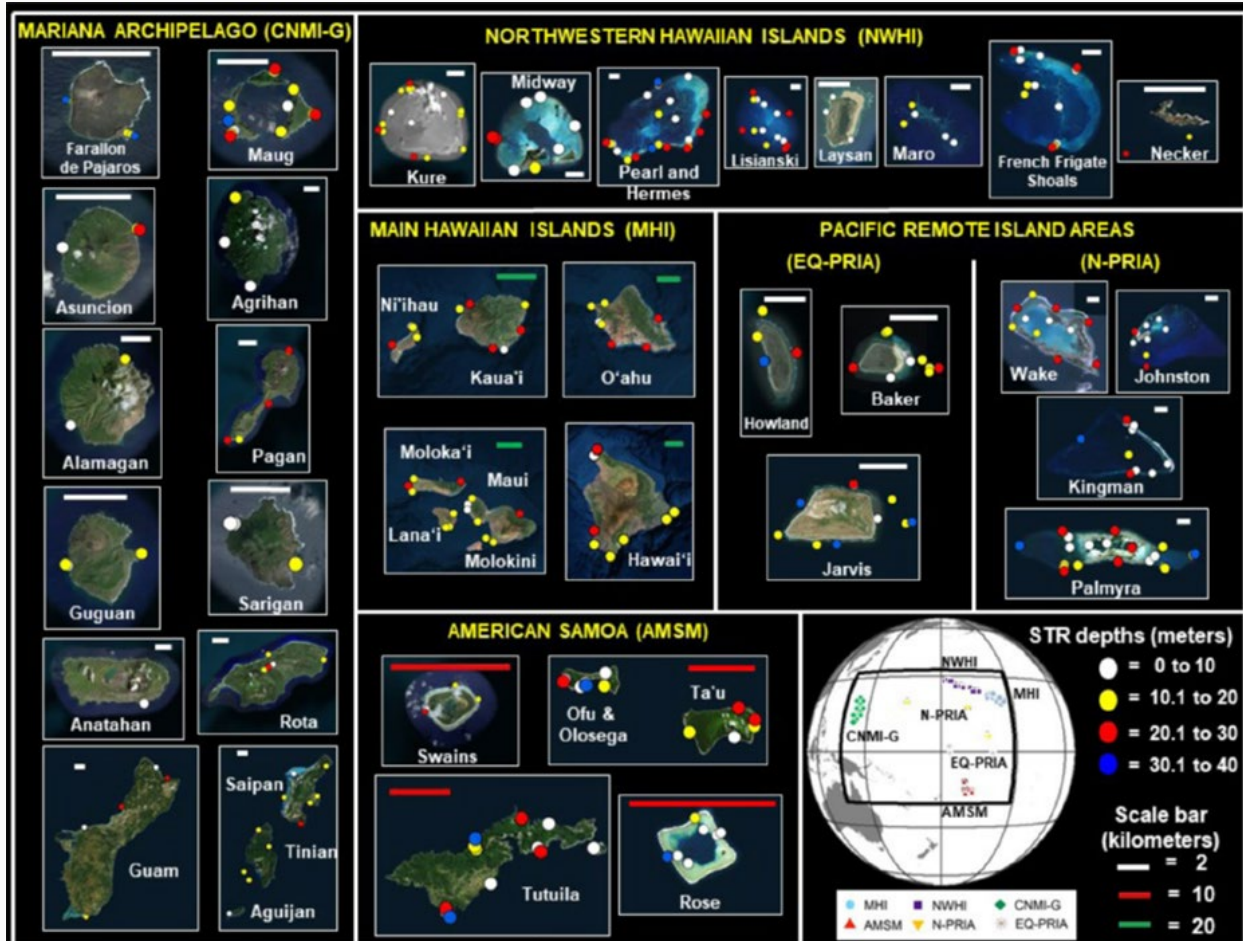 MARIANA ARCHIPELAGO (CNMI-G)
Farallon
de Pajaros
Maug
Asuncion
Agrihan
Alamagan
Pagan
Guguan
Sarigan
Anatahan
Rota
Guam
Saipan
Tinian
Aguijan
NORTHWESTERN HAWAIIAN ISLANDS (NWHI)
Kure
Midway
Pearl and
Hermes
Lisianski
Laysan
Maro
French Frigate
Shoals
Necker
MAIN HAWAIIAN ISLANDS (MHI)
Ni'ihau
Kaua'i
O'ahu
Moloka'i
Maui
Lana'i
Molokini
Hawai'i
PACIFIC REMOTE ISLAND AREAS
(EQ-PRIA)
(N-PRIA)
Howland
Baker
Jarvis
Wake
Johnston
Kingman
Palmyra
AMERICAN SAMOA (AMSM)
Swains
Ofu &
Olosega
Ta'u
Tutuila
Rose
NWHI
MHI
N-PRIA
CNMI-G
EQ-PRIA
AMSM
MHI NWHI CNMI-G
AMSM N-PRIA EQ-PRIA
STR depths (meters)
= 0 to 10
= 10.1 to 20
= 20.1 to 30
= 30.1 to 40
Scale bar
(kilometers)
= 2
= 10
= 20